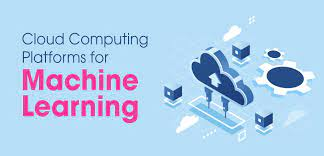 Cloud Computing
Platforms for
Machine
Learning